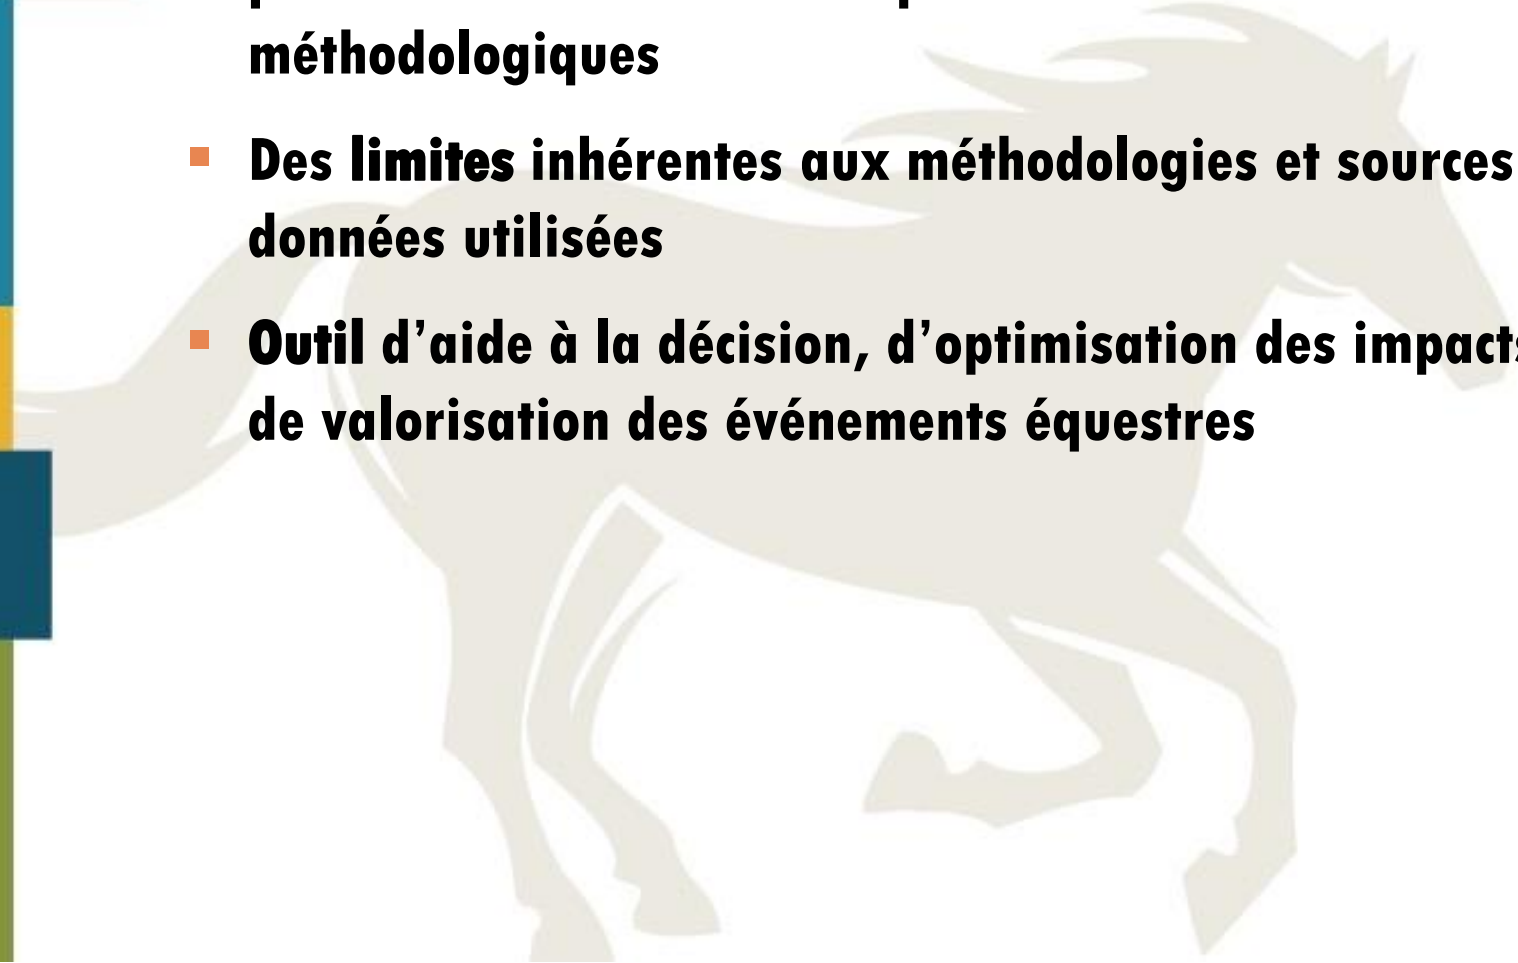 méthodologiques
Des limites inhérentes aux méthodologies et sources
données utilisées
Outil d’aide à la décision, d’optimisation des impacts
de valorisation des événements équestres